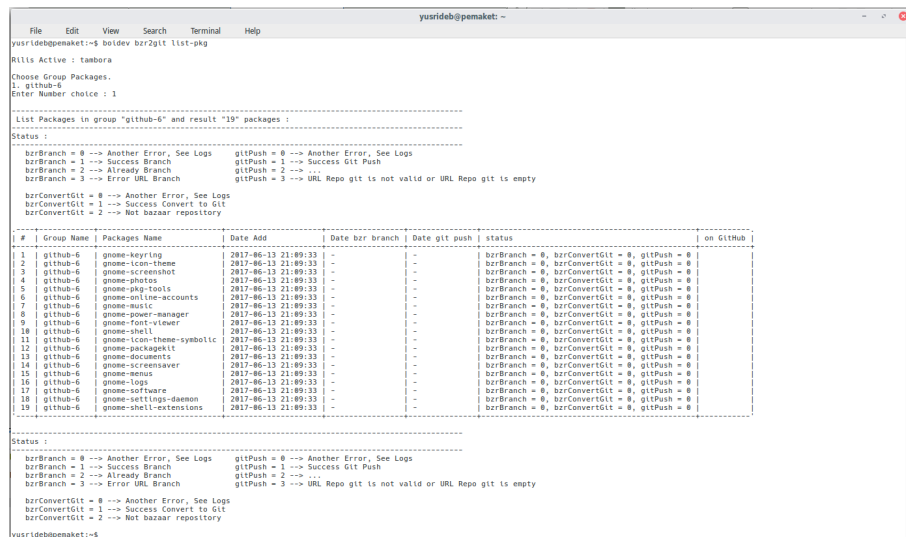 yusrideb@pemaket: ~
File Edit View Search Terminal Help
yusrideb@pemaket:~$ boidev bzr2git list-pkg
Rilis Active : tambora
Choose Group Packages.
1. github-6
Enter Number choice : 1
--------------------------------------------------------------------------------
List Packages in group "github-6" and result "19" packages :
--------------------------------------------------------------------------------
Status :
--------------------------------------------------------------------------------
bzrBranch = 0 --> Another Error, See Logs gitPush = 0 --> Another Error, See Logs
bzrBranch = 1 --> Success Branch gitPush = 1 --> Success Git Push
bzrBranch = 2 --> Already Branch gitPush = 2 --> ...
bzrBranch = 3 --> Error URL Branch gitPush = 3 --> URL Repo git is not valid or URL Repo git is empty
bzrConvertGit = 0 --> Another Error, See Logs
bzrConvertGit = 1 --> Success Convert to Git
bzrConvertGit = 2 --> Not bazaar repository
| # | Group Name | Packages Name | Date Add | Date bzr branch | Date git push | status | on GitHub |
| 1 | github-6 | gnome-keyring | 2017-06-13 21:09:33 | - | - | bzrBranch = 0, bzrConvertGit = 0, gitPush = 0 | |
| 2 | github-6 | gnome-icon-theme | 2017-06-13 21:09:33 | - | - | bzrBranch = 0, bzrConvertGit = 0, gitPush = 0 | |
| 3 | github-6 | gnome-screenshot | 2017-06-13 21:09:33 | - | - | bzrBranch = 0, bzrConvertGit = 0, gitPush = 0 | |
| 4 | github-6 | gnome-photos | 2017-06-13 21:09:33 | - | - | bzrBranch = 0, bzrConvertGit = 0, gitPush = 0 | |
| 5 | github-6 | gnome-pkg-tools | 2017-06-13 21:09:33 | - | - | bzrBranch = 0, bzrConvertGit = 0, gitPush = 0 | |
| 6 | github-6 | gnome-online-accounts | 2017-06-13 21:09:33 | - | - | bzrBranch = 0, bzrConvertGit = 0, gitPush = 0 | |
| 7 | github-6 | gnome-music | 2017-06-13 21:09:33 | - | - | bzrBranch = 0, bzrConvertGit = 0, gitPush = 0 | |
| 8 | github-6 | gnome-power-manager | 2017-06-13 21:09:33 | - | - | bzrBranch = 0, bzrConvertGit = 0, gitPush = 0 | |
| 9 | github-6 | gnome-font-viewer | 2017-06-13 21:09:33 | - | - | bzrBranch = 0, bzrConvertGit = 0, gitPush = 0 | |
| 10 | github-6 | gnome-shell | 2017-06-13 21:09:33 | - | - | bzrBranch = 0, bzrConvertGit = 0, gitPush = 0 | |
| 11 | github-6 | gnome-icon-theme-symbolic | 2017-06-13 21:09:33 | - | - | bzrBranch = 0, bzrConvertGit = 0, gitPush = 0 | |
| 12 | github-6 | gnome-packagekit | 2017-06-13 21:09:33 | - | - | bzrBranch = 0, bzrConvertGit = 0, gitPush = 0 | |
| 13 | github-6 | gnome-documents | 2017-06-13 21:09:33 | - | - | bzrBranch = 0, bzrConvertGit = 0, gitPush = 0 | |
| 14 | github-6 | gnome-screensaver | 2017-06-13 21:09:33 | - | - | bzrBranch = 0, bzrConvertGit = 0, gitPush = 0 | |
| 15 | github-6 | gnome-menus | 2017-06-13 21:09:33 | - | - | bzrBranch = 0, bzrConvertGit = 0, gitPush = 0 | |
| 16 | github-6 | gnome-logs | 2017-06-13 21:09:33 | - | - | bzrBranch = 0, bzrConvertGit = 0, gitPush = 0 | |
| 17 | github-6 | gnome-software | 2017-06-13 21:09:33 | - | - | bzrBranch = 0, bzrConvertGit = 0, gitPush = 0 | |
| 18 | github-6 | gnome-settings-daemon | 2017-06-13 21:09:33 | - | - | bzrBranch = 0, bzrConvertGit = 0, gitPush = 0 | |
| 19 | github-6 | gnome-shell-extensions | 2017-06-13 21:09:33 | - | - | bzrBranch = 0, bzrConvertGit = 0, gitPush = 0 | |
--------------------------------------------------------------------------------
Status :
--------------------------------------------------------------------------------
bzrBranch = 0 --> Another Error, See Logs gitPush = 0 --> Another Error, See Logs
bzrBranch = 1 --> Success Branch gitPush = 1 --> Success Git Push
bzrBranch = 2 --> Already Branch gitPush = 2 --> ...
bzrBranch = 3 --> Error URL Branch gitPush = 3 --> URL Repo git is not valid or URL Repo git is empty
bzrConvertGit = 0 --> Another Error, See Logs
bzrConvertGit = 1 --> Success Convert to Git
bzrConvertGit = 2 --> Not bazaar repository
yusrideb@pemaket:~$